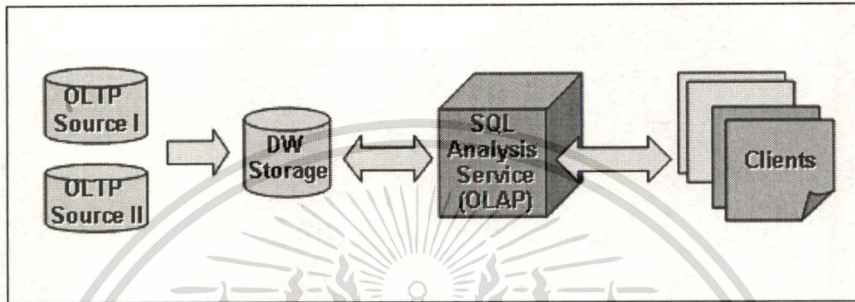 OLTP
Source I
OLTP
Source II
DW
Storage
SQL
Analysis
Service
(OLAP)
Clients